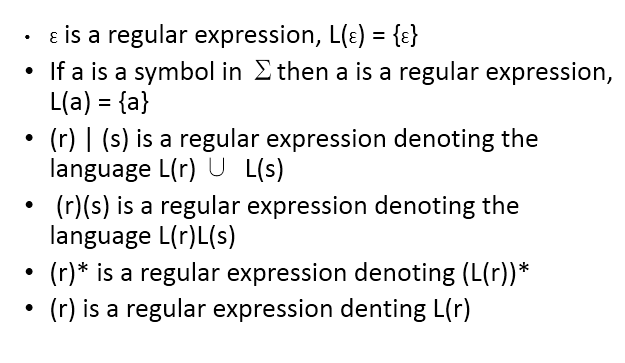 • ε is a regular expression, L(ε) = {ε}
• If a is a symbol in ∑ then a is a regular expression,
L(a) = {a}
• (r) | (s) is a regular expression denoting the
language L(r) ∪ L(s)
• (r)(s) is a regular expression denoting the
language L(r)L(s)
• (r)* is a regular expression denoting (L(r))*
• (r) is a regular expression denting L(r)